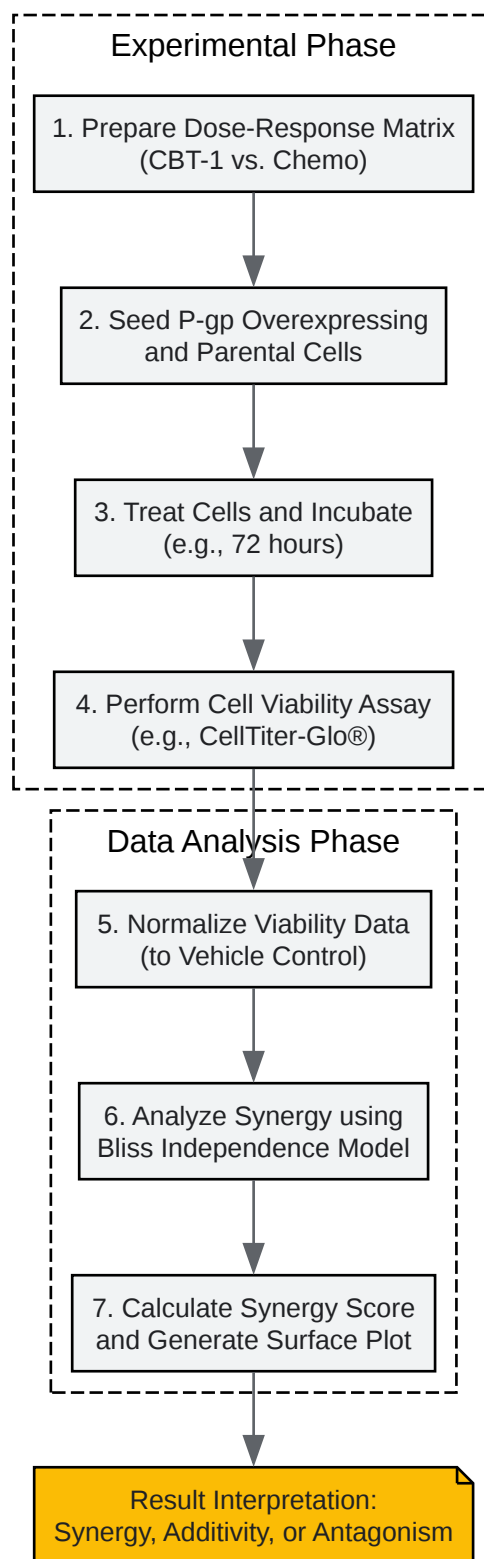 Experimental Phase
1. Prepare Dose-Response Matrix
(CBT-1 vs. Chemo)
2. Seed P-gp Overexpressing
and Parental Cells
3. Treat Cells and Incubate
(e.g., 72 hours)
4. Perform Cell Viability Assay
(e.g., CellTiter-Glo®)
Data Analysis Phase
5. Normalize Viability Data
(to Vehicle Control)
6. Analyze Synergy using
Bliss Independence Model
7. Calculate Synergy Score
and Generate Surface Plot
Result Interpretation:
Synergy, Additivity, or Antagonism